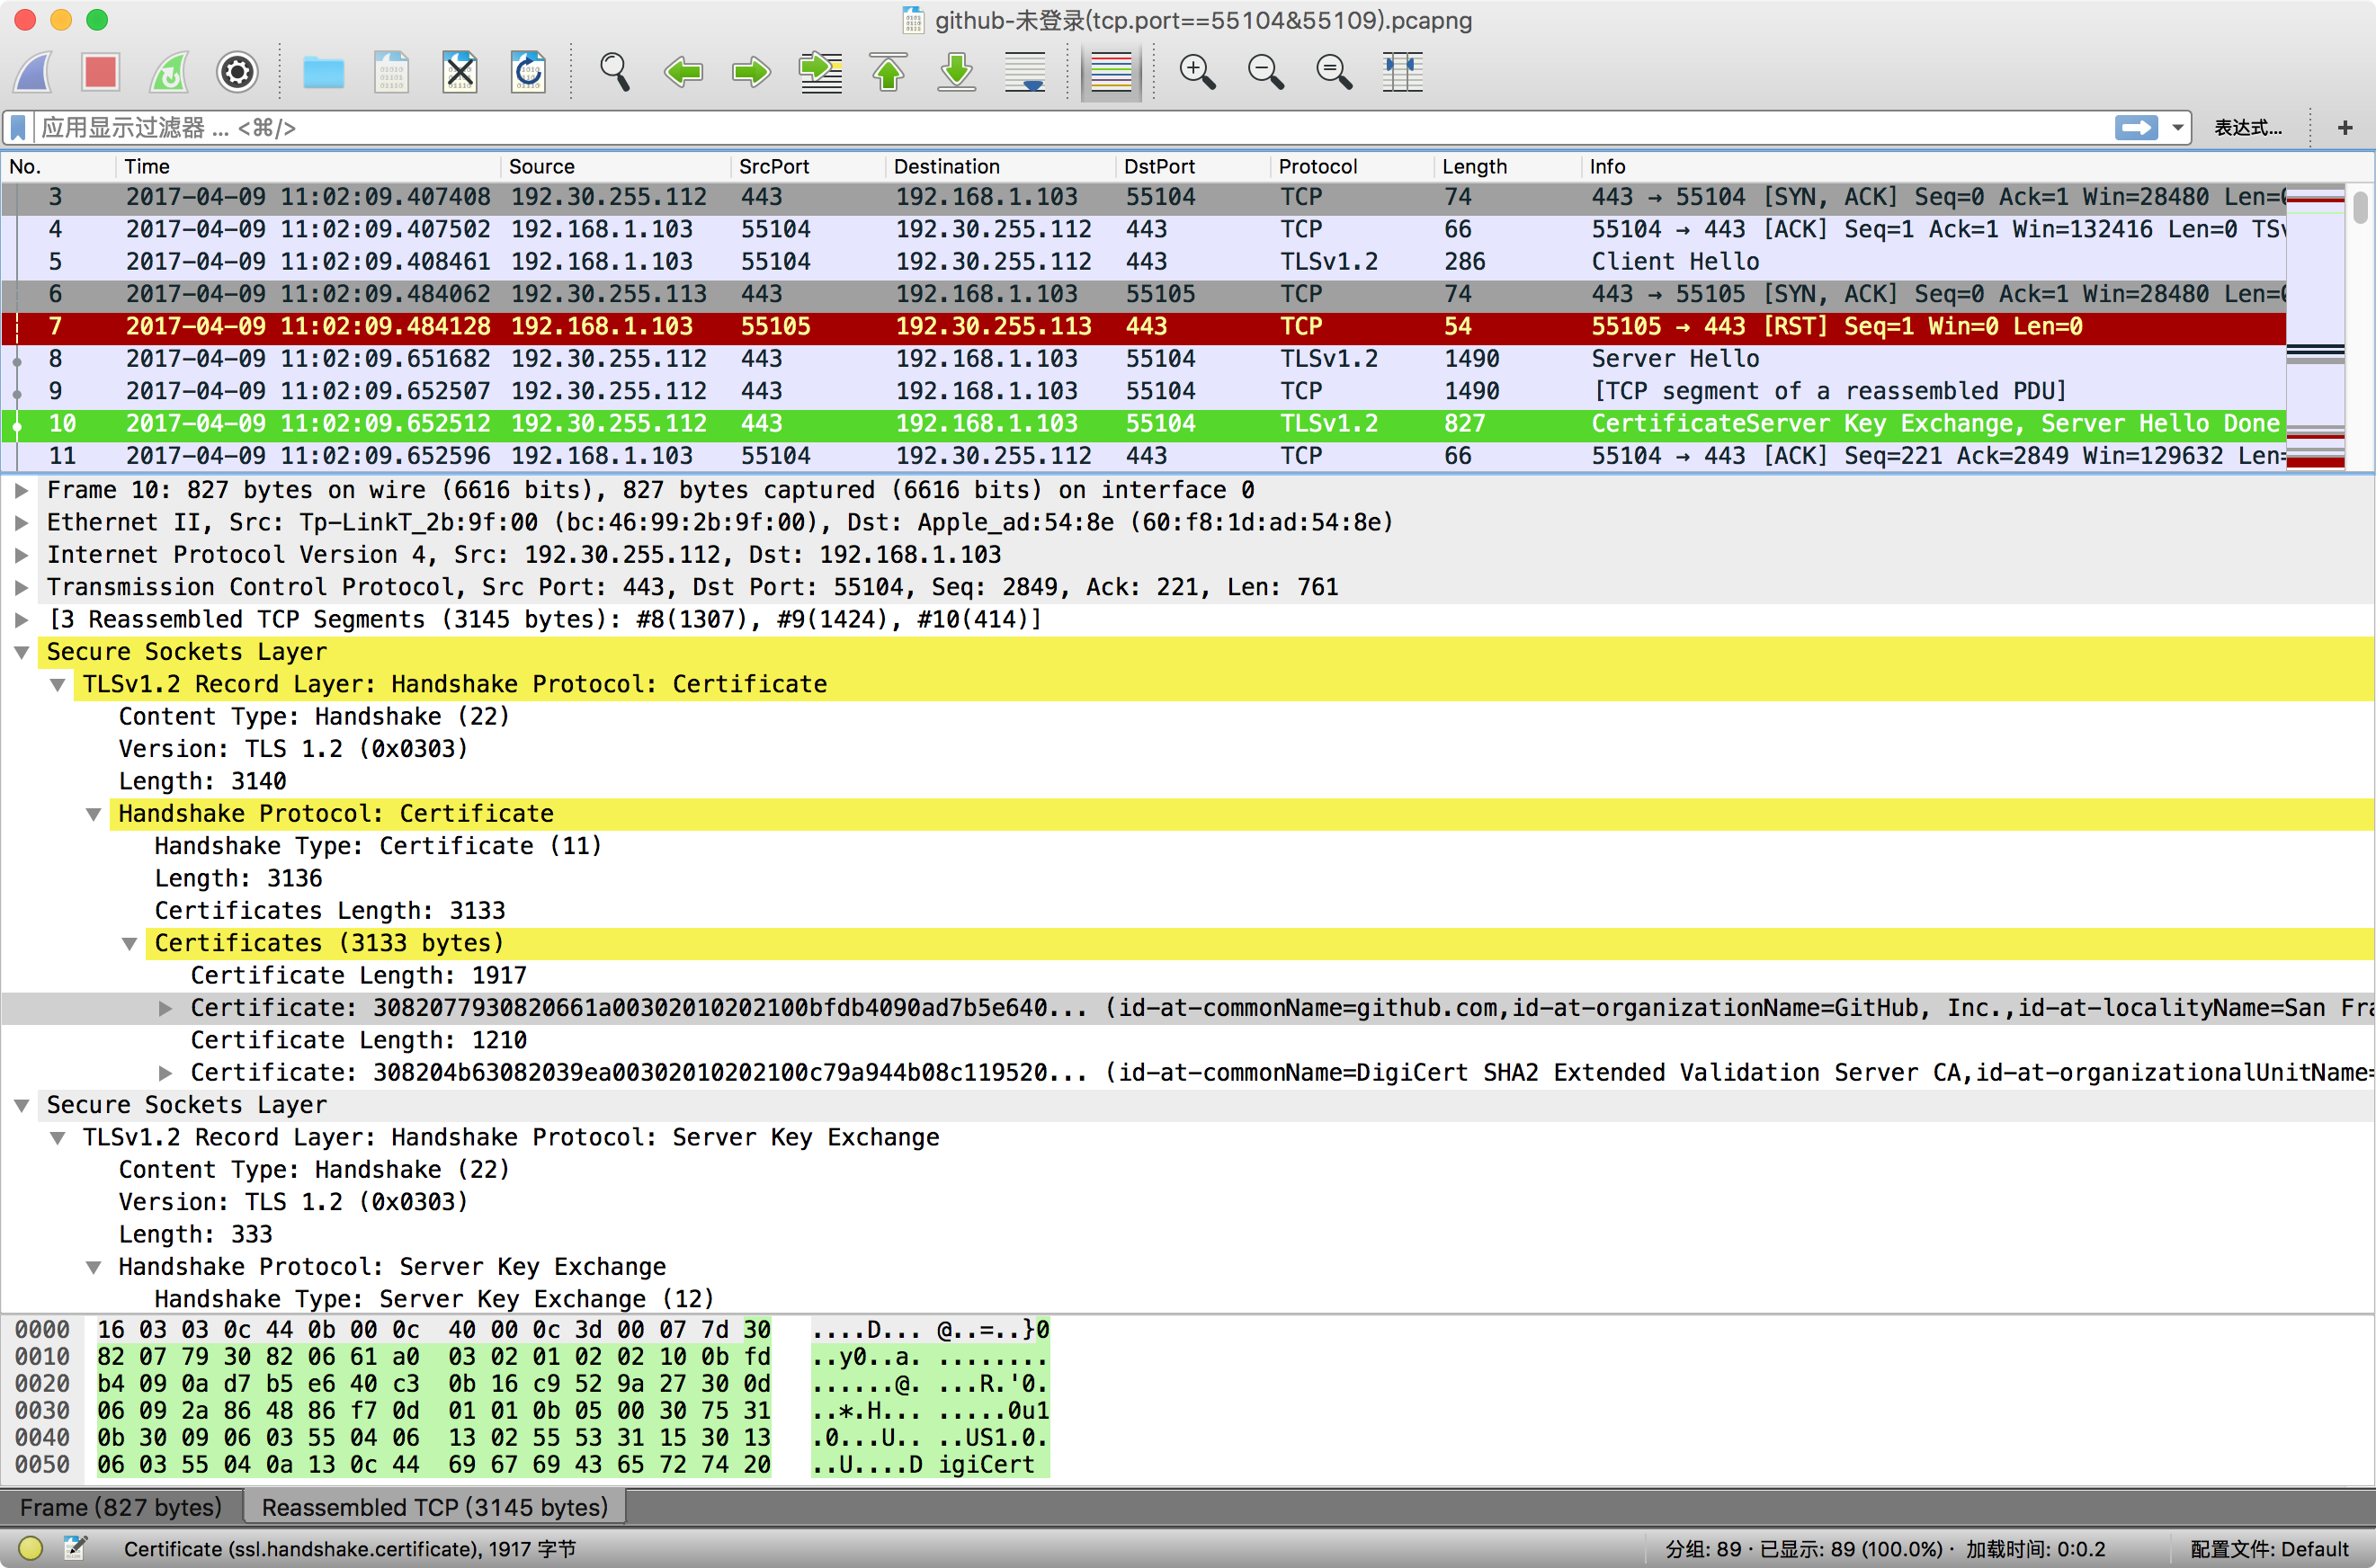 github-未登录(tcp.port==55104&55109).pcapng
应用显示过滤器 ... <⌘/>
表达式...
+
No. Time Source SrcPort Destination DstPort Protocol Length Info
3 2017-04-09 11:02:09.407408 192.30.255.112 443 192.168.1.103 55104 TCP 74 443 → 55104 [SYN, ACK] Seq=0 Ack=1 Win=28480 Len=
4 2017-04-09 11:02:09.407502 192.168.1.103 55104 192.30.255.112 443 TCP 66 55104 → 443 [ACK] Seq=1 Ack=1 Win=132416 Len=0 TSv
5 2017-04-09 11:02:09.408461 192.168.1.103 55104 192.30.255.112 443 TLSv1.2 286 Client Hello
6 2017-04-09 11:02:09.484062 192.30.255.113 443 192.168.1.103 55105 TCP 74 443 → 55105 [SYN, ACK] Seq=0 Ack=1 Win=28480 Len=
7 2017-04-09 11:02:09.484128 192.168.1.103 55105 192.30.255.113 443 TCP 54 55105 → 443 [RST] Seq=1 Win=0 Len=0
8 2017-04-09 11:02:09.651682 192.30.255.112 443 192.168.1.103 55104 TLSv1.2 1490 Server Hello
9 2017-04-09 11:02:09.652507 192.30.255.112 443 192.168.1.103 55104 TCP 1490 [TCP segment of a reassembled PDU]
10 2017-04-09 11:02:09.652512 192.30.255.112 443 192.168.1.103 55104 TLSv1.2 827 CertificateServer Key Exchange, Server Hello Done
11 2017-04-09 11:02:09.652596 192.168.1.103 55104 192.30.255.112 443 TCP 66 55104 → 443 [ACK] Seq=221 Ack=2849 Win=129632 Len=
Frame 10: 827 bytes on wire (6616 bits), 827 bytes captured (6616 bits) on interface 0
Ethernet II, Src: Tp-LinkT_2b:9f:00 (bc:46:99:2b:9f:00), Dst: Apple_ad:54:8e (60:f8:1d:ad:54:8e)
Internet Protocol Version 4, Src: 192.30.255.112, Dst: 192.168.1.103
Transmission Control Protocol, Src Port: 443, Dst Port: 55104, Seq: 2849, Ack: 221, Len: 761
[3 Reassembled TCP Segments (3145 bytes): #8(1307), #9(1424), #10(414)]
Secure Sockets Layer
TLSv1.2 Record Layer: Handshake Protocol: Certificate
Content Type: Handshake (22)
Version: TLS 1.2 (0x0303)
Length: 3140
Handshake Protocol: Certificate
Handshake Type: Certificate (11)
Length: 3136
Certificates Length: 3133
Certificates (3133 bytes)
Certificate Length: 1917
Certificate: 3082077930820661a00302010202100bfdb4090ad7b5e640... (id-at-commonName=github.com,id-at-organizationName=GitHub, Inc.,id-at-localityName=San Fra
Certificate Length: 1210
Certificate: 308204b63082039ea00302010202100c79a944b08c119520... (id-at-commonName=DigiCert SHA2 Extended Validation Server CA,id-at-organizationalUnitName=
Secure Sockets Layer
TLSv1.2 Record Layer: Handshake Protocol: Server Key Exchange
Content Type: Handshake (22)
Version: TLS 1.2 (0x0303)
Length: 333
Handshake Protocol: Server Key Exchange
Handshake Type: Server Key Exchange (12)
0000 16 03 03 0c 44 0b 00 0c 40 00 0c 3d 00 07 7d 30 ....D... @..=..}0
0010 82 07 79 30 82 06 61 a0 03 02 01 02 02 10 0b fd ..y0..a. ........
0020 b4 09 0a d7 b5 e6 40 c3 0b 16 c9 52 9a 27 30 0d ......@. ...R.'0.
0030 06 09 2a 86 48 86 f7 0d 01 01 0b 05 00 30 75 31 ..*.H... .....0u1
0040 0b 30 09 06 03 55 04 06 13 02 55 53 31 15 30 13 .0...U.. ..US1.0.
0050 06 03 55 04 0a 13 0c 44 69 67 69 43 65 72 74 20 ..U....D igiCert
Frame (827 bytes) Reassembled TCP (3145 bytes)
Certificate (ssl.handshake.certificate), 1917 字节 分组: 89 · 已显示: 89 (100.0%) · 加载时间: 0:0.2 配置文件: Default